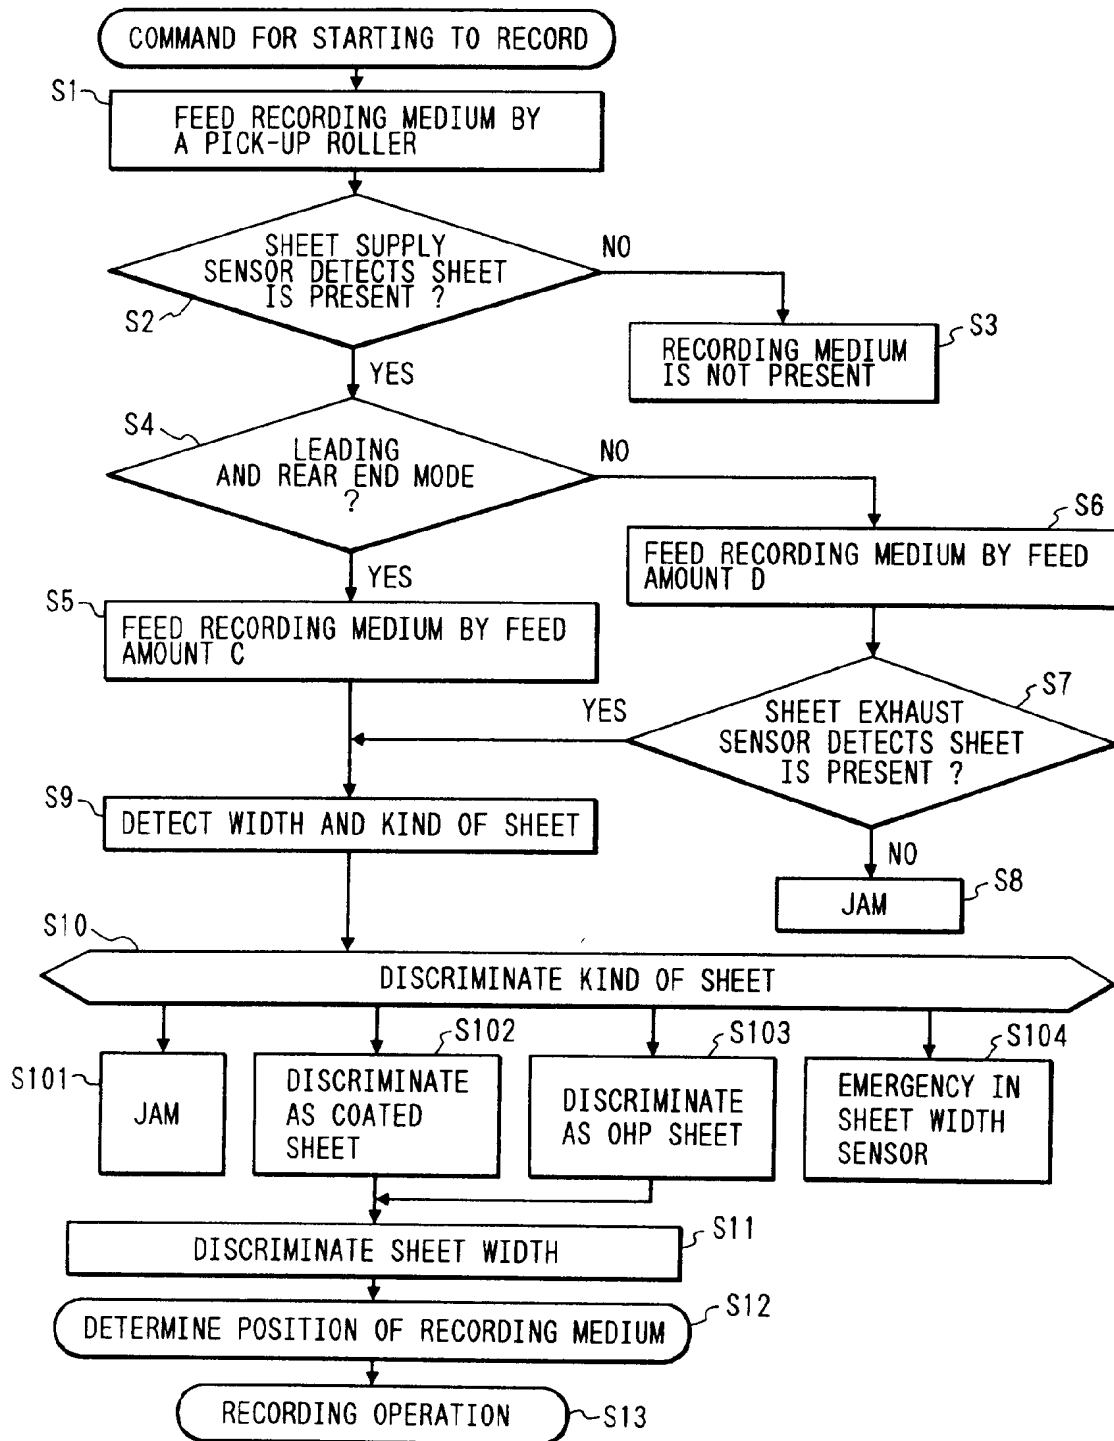 COMMAND FOR STARTING TO RECORD
S1
FEED RECORDING MEDIUM BY
A PICK-UP ROLLER
SHEET SUPPLY
SENSOR DETECTS SHEET
IS PRESENT ?
NO
S2
S3
RECORDING MEDIUM
IS NOT PRESENT
YES
S4
LEADING
AND REAR END MODE
?
NO
S6
FEED RECORDING MEDIUM BY FEED
AMOUNT D
YES
S5
FEED RECORDING MEDIUM BY FEED
AMOUNT C
S7
YES
SHEET EXHAUST
SENSOR DETECTS SHEET
IS PRESENT ?
S9
DETECT WIDTH AND KIND OF SHEET
NO
S8
JAM
S10
DISCRIMINATE KIND OF SHEET
S101
JAM
S102
DISCRIMINATE
AS COATED
SHEET
S103
DISCRIMINATE
AS OHP SHEET
S104
EMERGENCY IN
SHEET WIDTH
SENSOR
S11
DISCRIMINATE SHEET WIDTH
S12
DETERMINE POSITION OF RECORDING MEDIUM
RECORDING OPERATION
S13